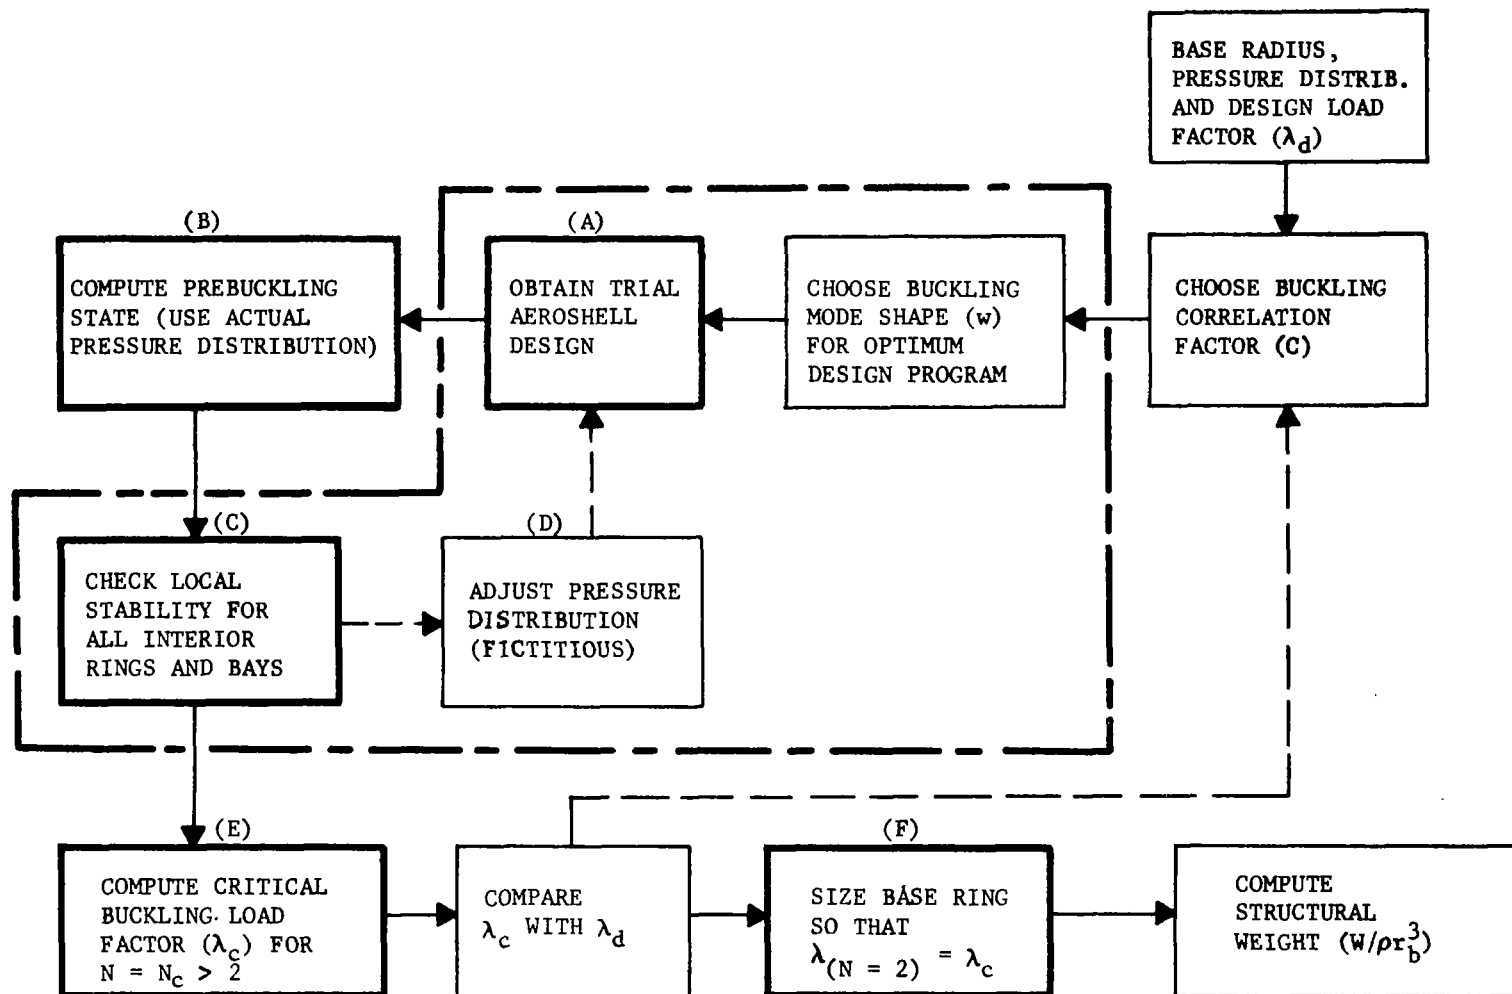 BASE RADIUS,
PRESSURE DISTRIB.
AND DESIGN LOAD
FACTOR (λd)
(B)
COMPUTE PREBUCKLING
STATE (USE ACTUAL
PRESSURE DISTRIBUTION)
(A)
OBTAIN TRIAL
AEROSHELL
DESIGN
CHOOSE BUCKLING
MODE SHAPE (w)
FOR OPTIMUM
DESIGN PROGRAM
CHOOSE BUCKLING
CORRELATION
FACTOR (C)
(C)
CHECK LOCAL
STABILITY FOR
ALL INTERIOR
RINGS AND BAYS
(D)
ADJUST PRESSURE
DISTRIBUTION
(FICTITIOUS)
(E)
COMPUTE CRITICAL
BUCKLING LOAD
FACTOR (λc) FOR
N = Nc > 2
COMPARE
λc WITH λd
(F)
SIZE BASE RING
SO THAT
λ(N = 2) = λc
COMPUTE
STRUCTURAL
WEIGHT (W/ρr_b^3)